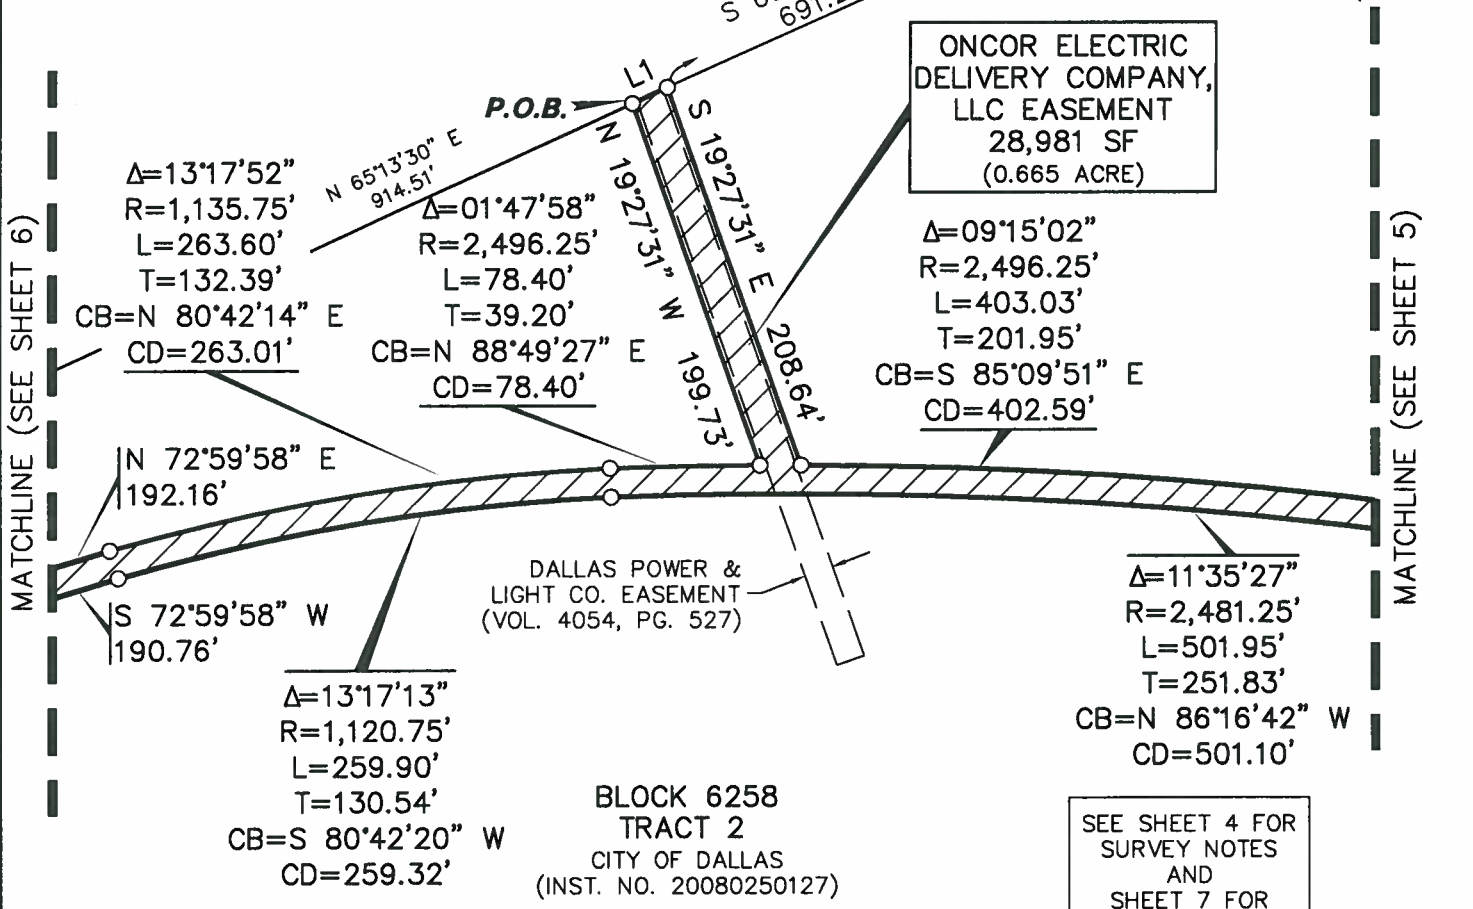 S
691.2
ONCOR ELECTRIC
DELIVERY COMPANY,
LLC EASEMENT
28,981 SF
(0.665 ACRE)
L1
P.O.B.
N 65°13'30" E
914.51'
S 19°27'31" E 208.64'
N 19°27'31" W 199.73'
Δ=13°17'52"
R=1,135.75'
L=263.60'
T=132.39'
CB=N 80°42'14" E
CD=263.01'
Δ=01°47'58"
R=2,496.25'
L=78.40'
T=39.20'
CB=N 88°49'27" E
CD=78.40'
Δ=09°15'02"
R=2,496.25'
L=403.03'
T=201.95'
CB=S 85°09'51" E
CD=402.59'
MATCHLINE (SEE SHEET 6)
MATCHLINE (SEE SHEET 5)
N 72°59'58" E
192.16'
S 72°59'58" W
190.76'
DALLAS POWER &
LIGHT CO. EASEMENT
(VOL. 4054, PG. 527)
Δ=11°35'27"
R=2,481.25'
L=501.95'
T=251.83'
CB=N 86°16'42" W
CD=501.10'
Δ=13°17'13"
R=1,120.75'
L=259.90'
T=130.54'
CB=S 80°42'20" W
CD=259.32'
BLOCK 6258
TRACT 2
CITY OF DALLAS
(INST. NO. 20080250127)
SEE SHEET 4 FOR
SURVEY NOTES
AND
SHEET 7 FOR